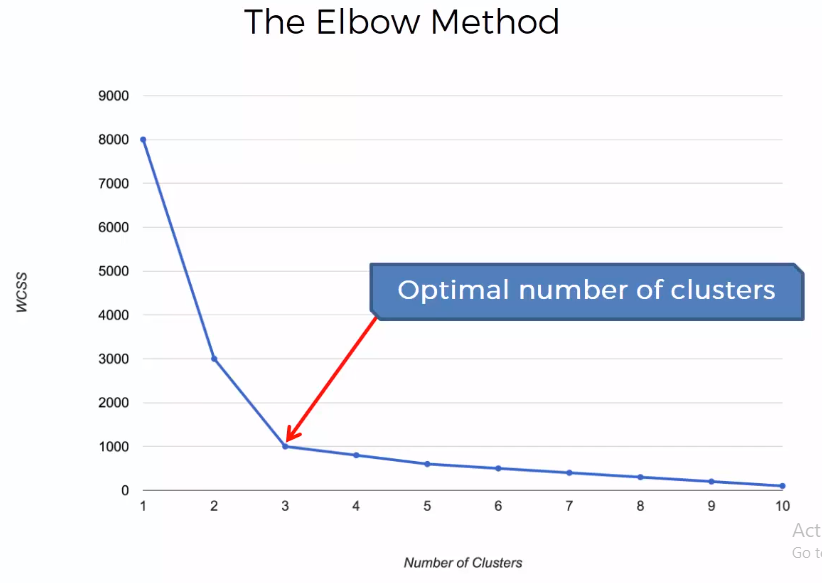 The Elbow Method
9000
8000
7000
6000
5000
4000
3000
2000
1000
0
WCSS
Optimal number of clusters
1 2 3 4 5 6 7 8 9 10
Number of Clusters
Act
Go t